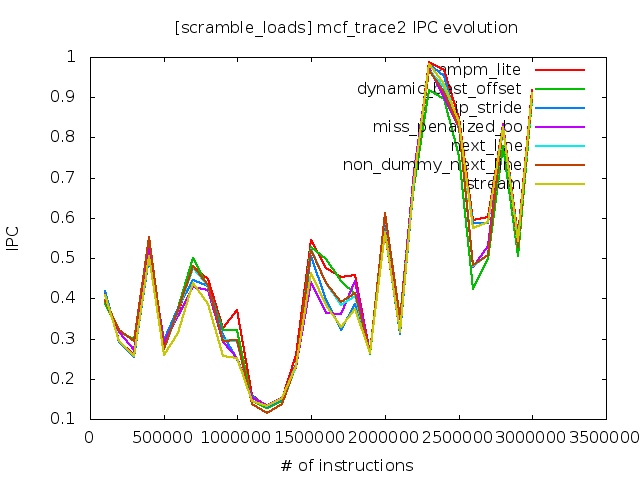 [scramble_loads] mcf_trace2 IPC evolution
IPC
1
0.9
0.8
0.7
0.6
0.5
0.4
0.3
0.2
0.1
ampm_lite
dynamic_best_offset
ip_stride
miss_penalized_bo
next_line
non_dummy_next_line
stream
0 500000 1000000 1500000 2000000 2500000 3000000 3500000
# of instructions